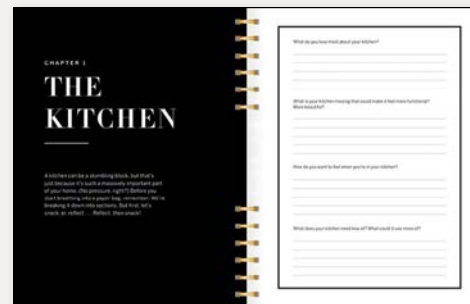 CHAPTER 1
THE
KITCHEN
A kitchen can be a stumbling block, but that's
just because it's such a massively important part
of your home. (No pressure, right?) Before you
start breathing into a paper bag, remember: We're
breaking it down into sections. But first, let's
snack, or reflect . . . Reflect, then snack!
What do you love most about your kitchen?
What is your kitchen missing that would make it feel more functional?
More beautiful?
How do you want to feel when you're in your kitchen?
What does your kitchen need less of? What could it use more of?